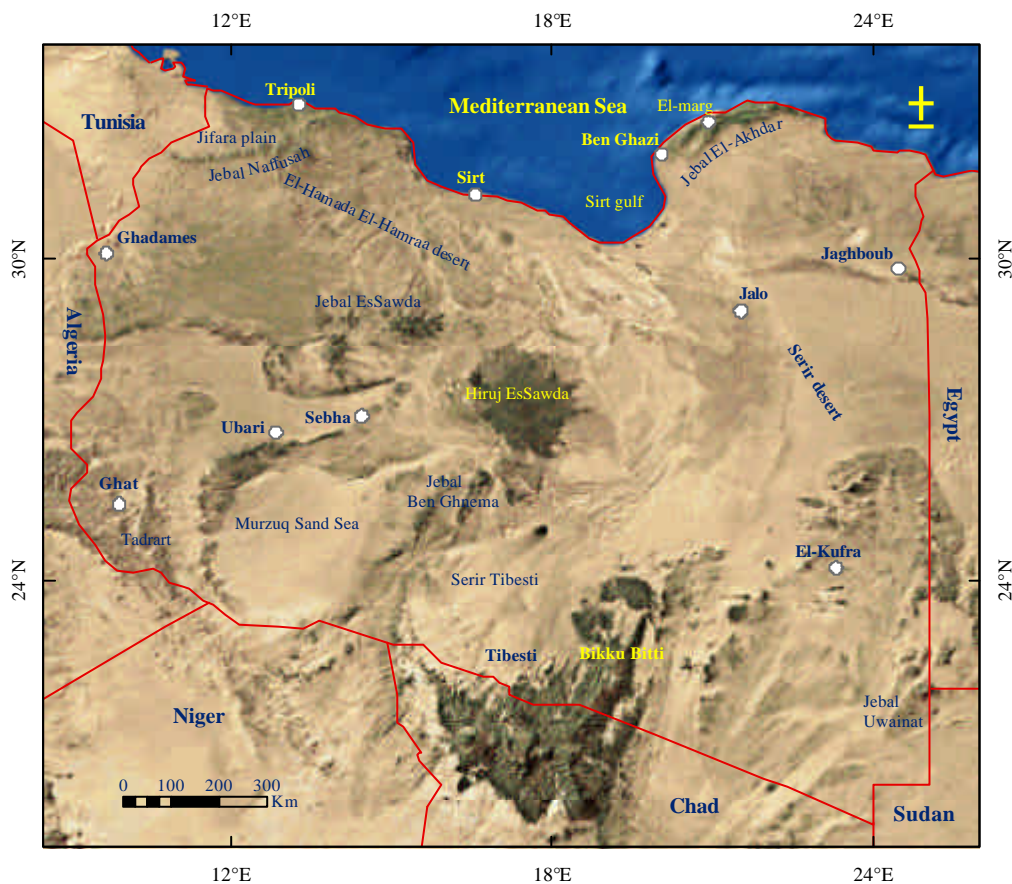 12°E 18°E 24°E
Tripoli
Mediterranean Sea
El-marg
Tunisia
Jifara plain
Ben Ghazi
Jebal El-Akhdar
Jebal Naffusah
Sirt
El-Hamada El-Hamraa desert
Sirt gulf
Ghadames
30°N
Jaghboub
30°N
Jebal EsSawda
Jalo
Algeria
Serir desert
Hiruj EsSawda
Egypt
Sebha
Ubari
Ghat
Jebal
Ben Ghnema
Murzuq Sand Sea
Tadrart
El-Kufra
24°N
Serir Tibesti
24°N
Tibesti
Bikku Bitti
Niger
Jebal
Uwainat
0 100 200 300
Km
Chad
Sudan
12°E 18°E 24°E